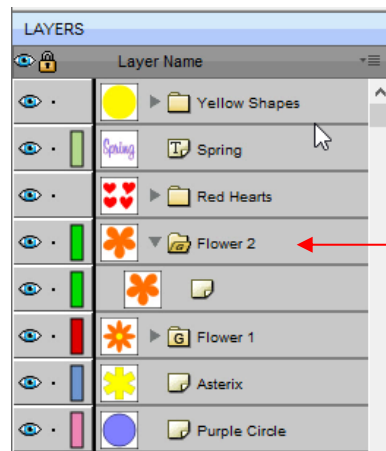 LAYERS
Layer Name
Yellow Shapes
Spring T Spring
Red Hearts
G Flower 2
G Flower 1
Asterix
Purple Circle